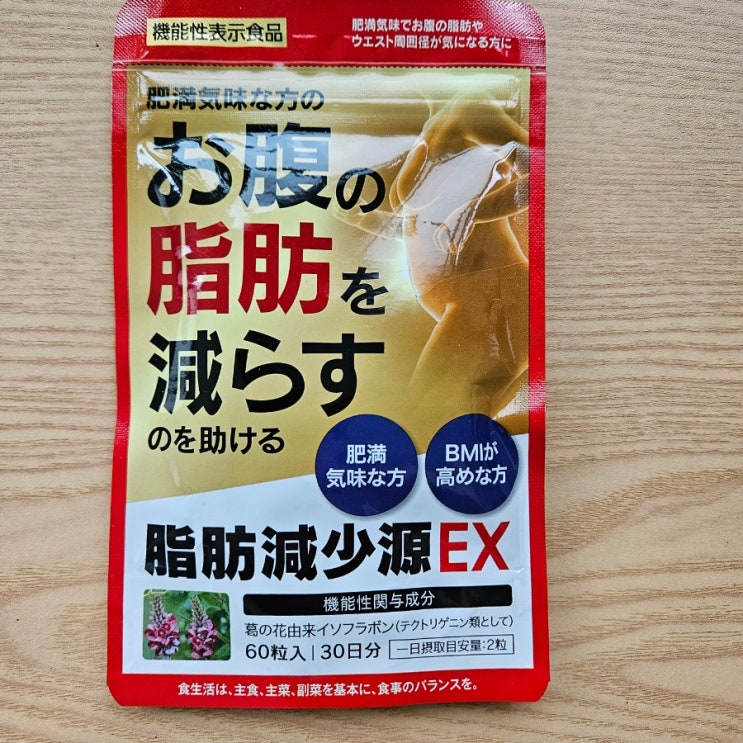 機能性表示食品
肥満気味でお腹の脂肪や
ウエスト周囲径が気になる方に
肥満気味な方の
お腹の
脂肪を
減らす
のを助ける
肥満
気味な方
BMIが
高めな方
脂肪減少源EX
機能性関与成分
葛の花由来イソフラボン(テクトリゲニン類として)
60粒入|30日分
一日摂取目安量:2粒
食生活は、主食、主菜、副菜を基本に、食事のバランスを。